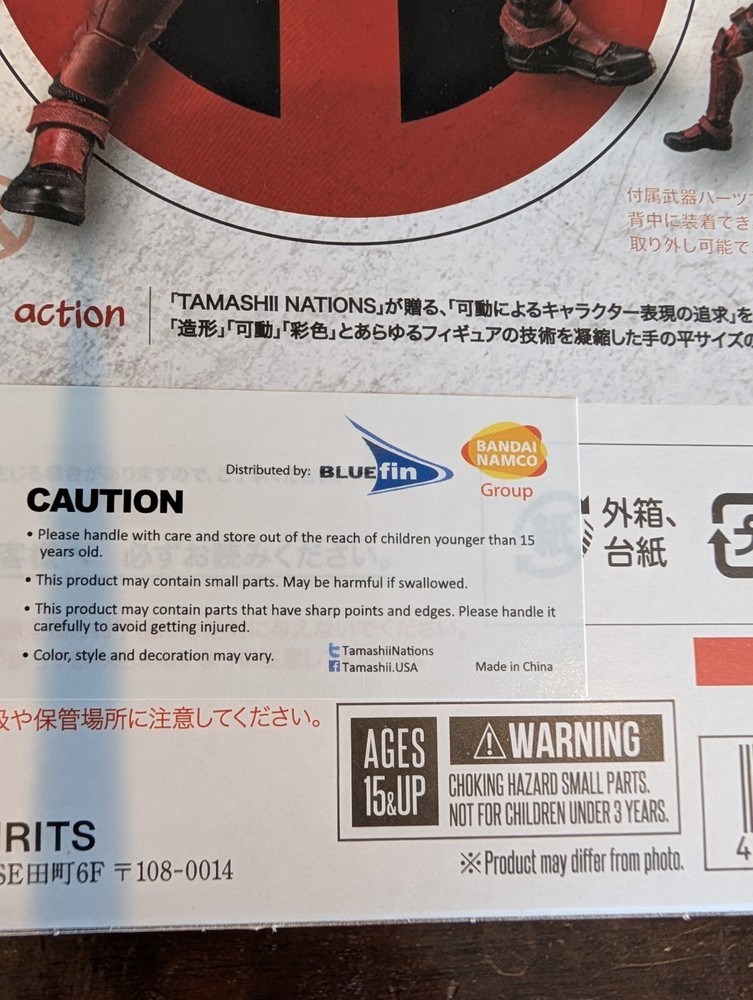 付属武器パーツ
背中に装着でき
取り外し可能で
action
「TAMASHII NATIONS」が贈る、「可動によるキャラクター表現の追求」を
「造形」「可動」「彩色」とあらゆるフィギュアの技術を凝縮した手の平サイズの
Distributed by: BLUEfin
BANDAI
NAMCO
Group
CAUTION
• Please handle with care and store out of the reach of children younger than 15
years old.
• This product may contain small parts. May be harmful if swallowed.
• This product may contain parts that have sharp points and edges. Please handle it
carefully to avoid getting injured.
• Color, style and decoration may vary.
TamashiiNations
Tamashii.USA
Made in China
外箱、
台紙
扱や保管場所に注意してください。
AGES
15&UP
⚠WARNING
CHOKING HAZARD SMALL PARTS.
NOT FOR CHILDREN UNDER 3 YEARS.
※Product may differ from photo.
IRITS
SE田町6F 〒108-0014
4